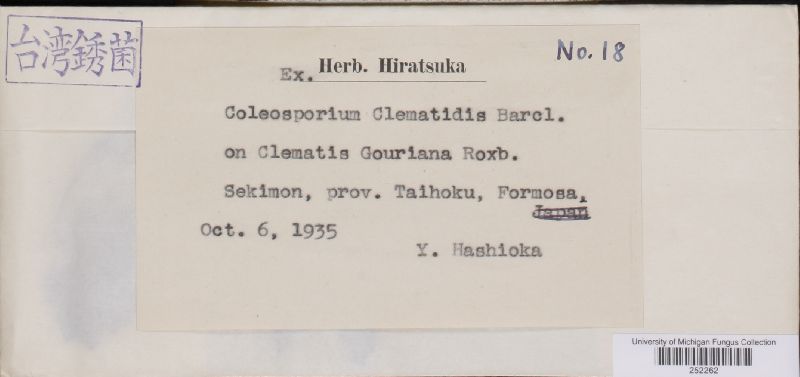 台湾銹菌
No. 18
Ex. Herb. Hiratsuka
Coleosporium Clematidis Barcl.
on Clematis Gouriana Roxb.
Sekimon, prov. Taihoku, Formosa,
Japan
Oct. 6, 1935
Y. Hashioka
University of Michigan Fungus Collection
252262